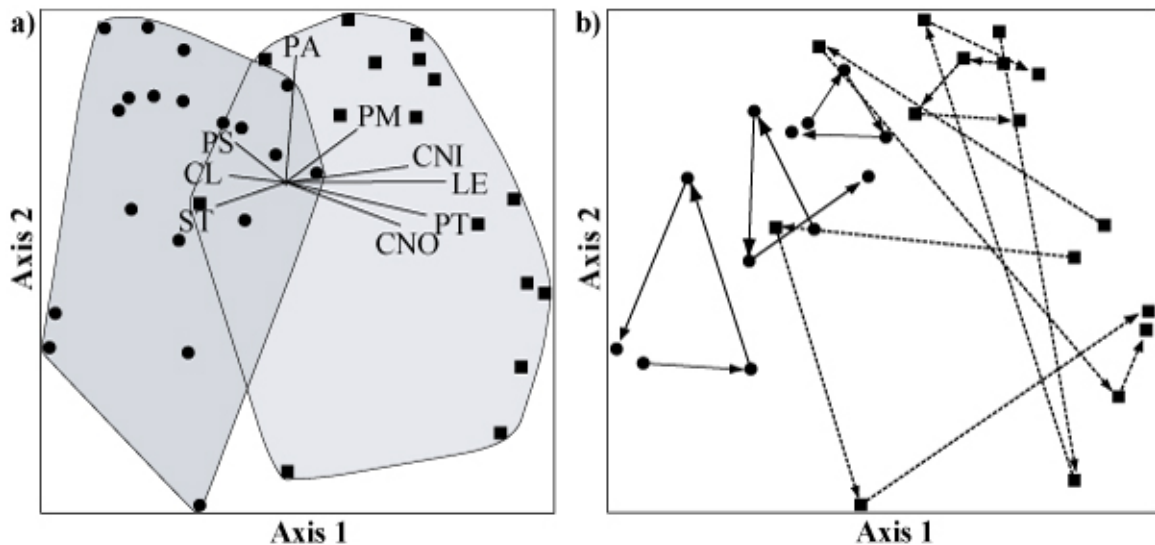 a)
PA
PM
PS
CNI
CL
LE
ST
PT
CNO
Axis 2
Axis 1
b)
Axis 2
Axis 1